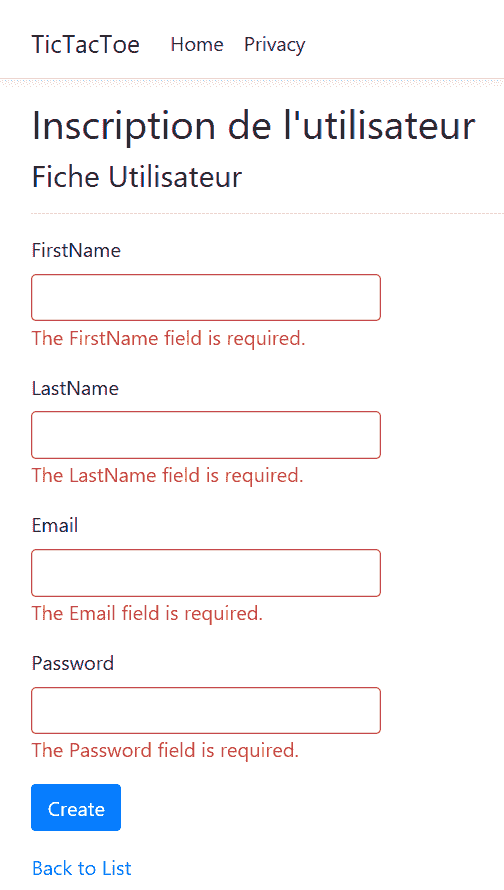 TicTacToe Home Privacy
Inscription de l'utilisateur
Fiche Utilisateur
FirstName
The FirstName field is required.
LastName
The LastName field is required.
Email
The Email field is required.
Password
The Password field is required.
Create
Back to List